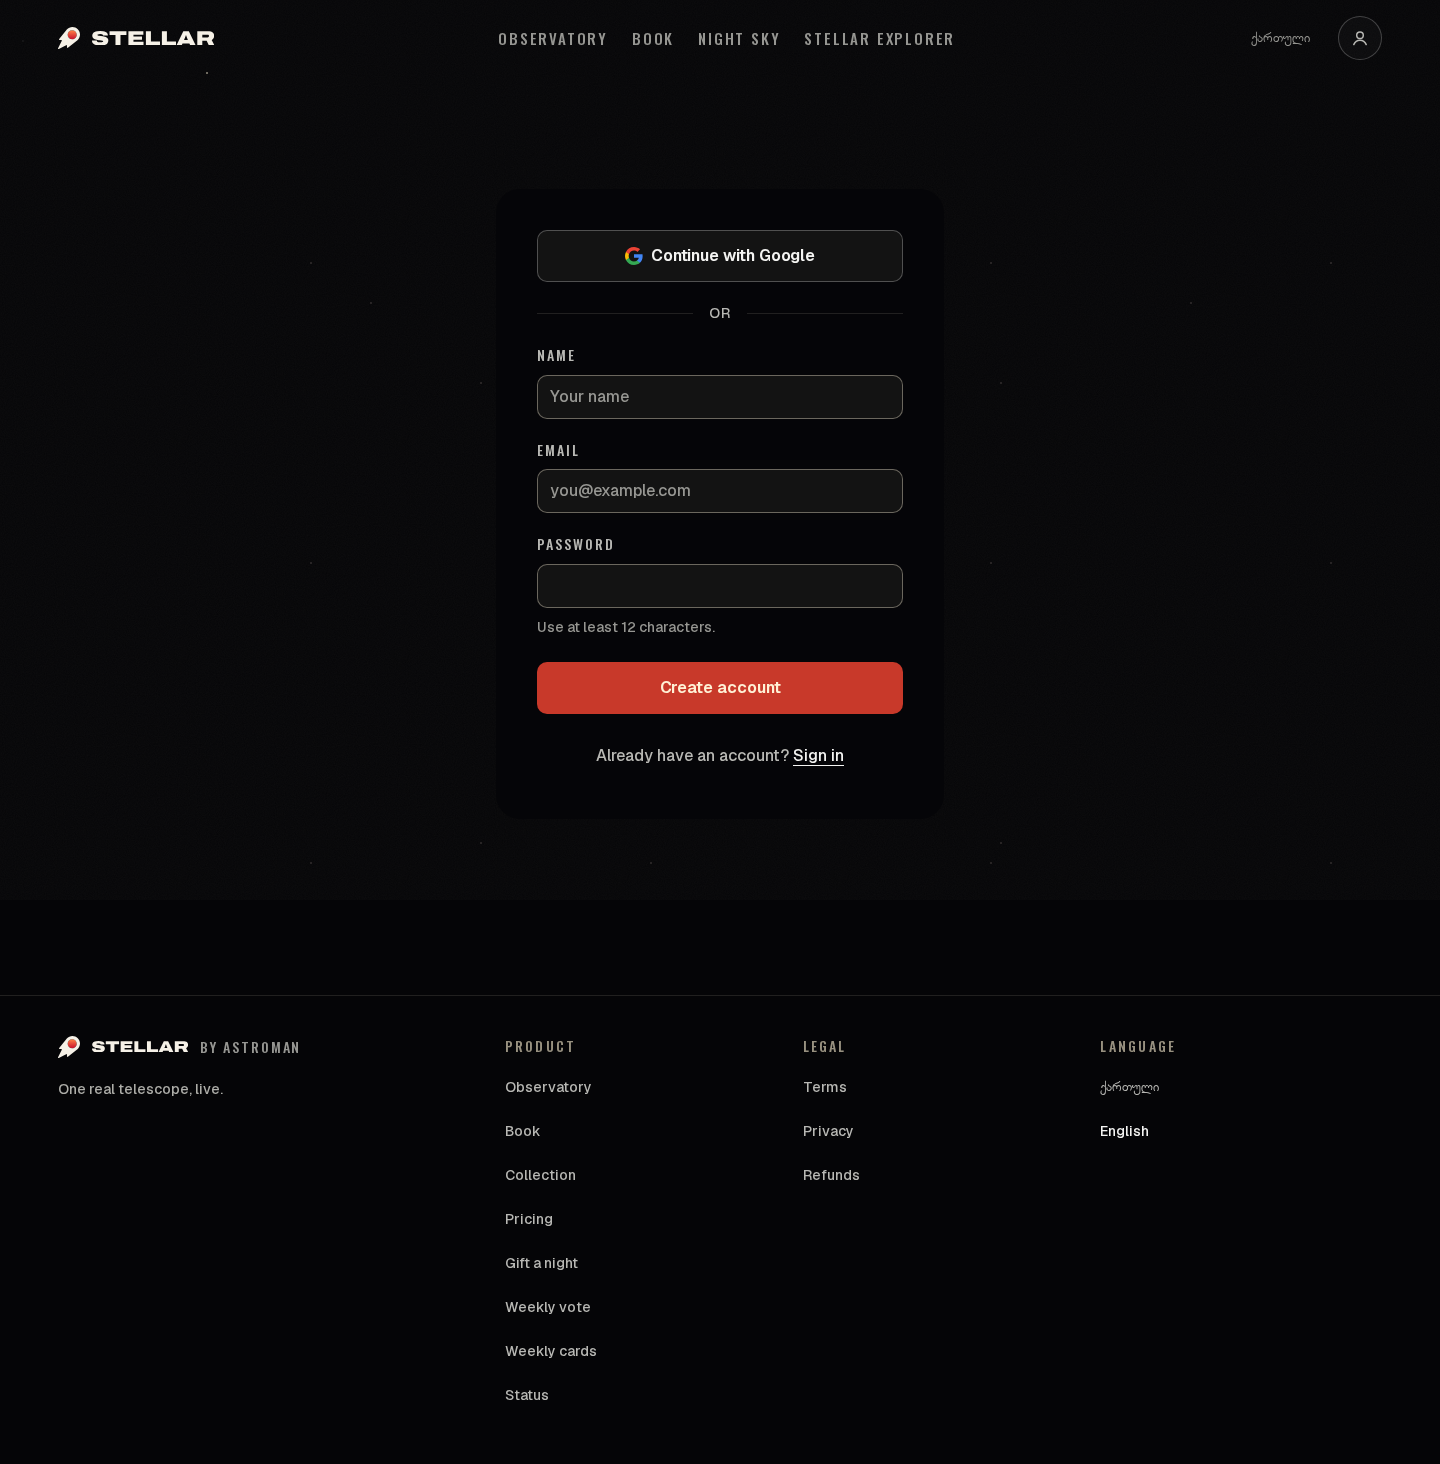 STELLAR
OBSERVATORY BOOK NIGHT SKY STELLAR EXPLORER
ქართული
Continue with Google
OR
NAME
Your name
EMAIL
you@example.com
PASSWORD
Use at least 12 characters.
Create account
Already have an account? Sign in
STELLAR BY ASTROMAN
One real telescope, live.
PRODUCT
Observatory
Book
Collection
Pricing
Gift a night
Weekly vote
Weekly cards
Status
LEGAL
Terms
Privacy
Refunds
LANGUAGE
ქართული
English